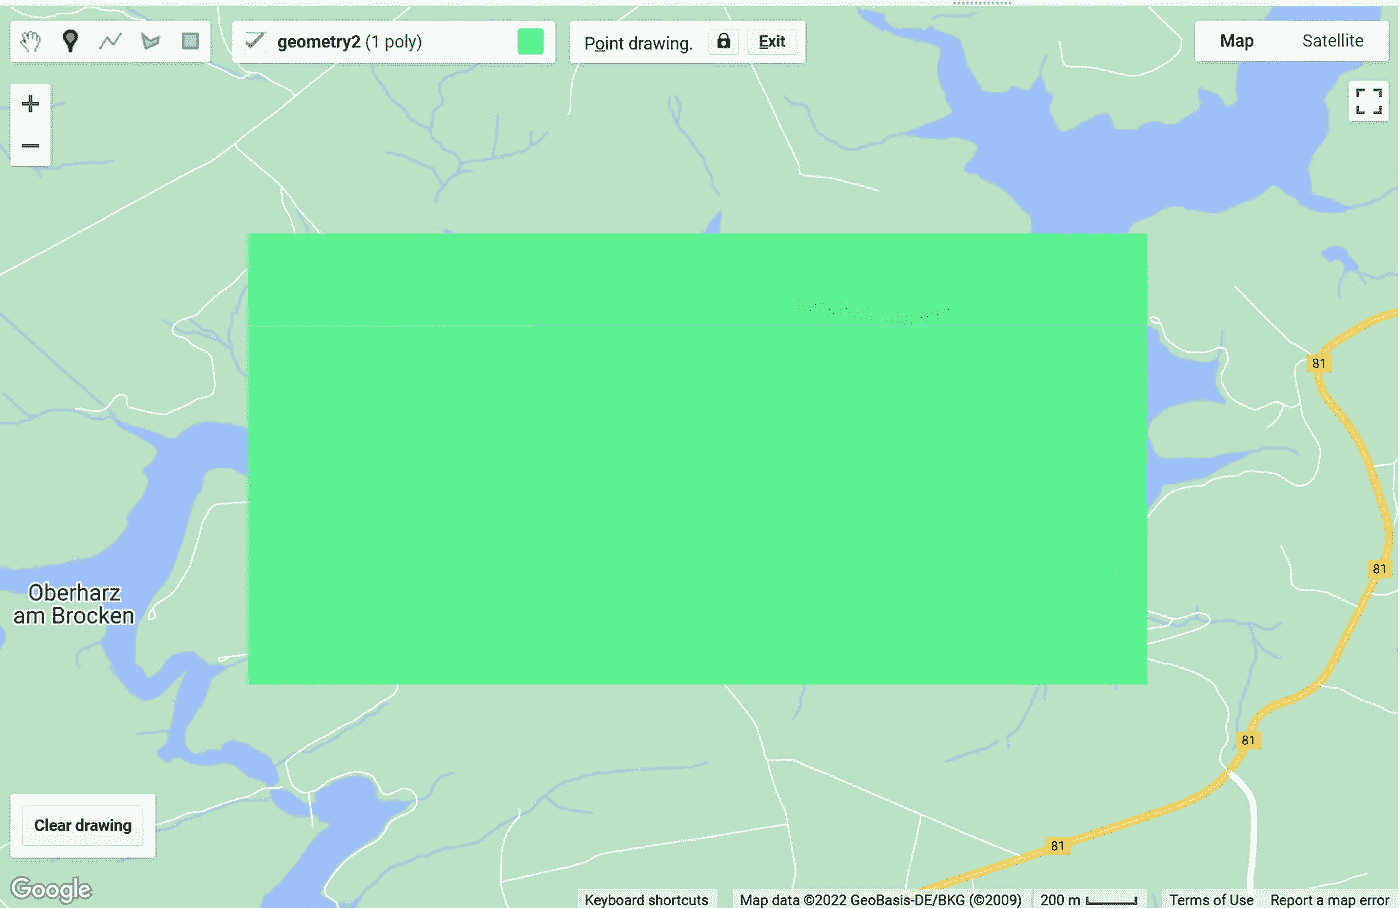 geometry2 (1 poly)
Point drawing.
Exit
Map
Satellite
81
81
Oberharz
am Brocken
81
Clear drawing
81
Google
Keyboard shortcuts
Map data ©2022 GeoBasis-DE/BKG (©2009)
200 m
Terms of Use
Report a map error